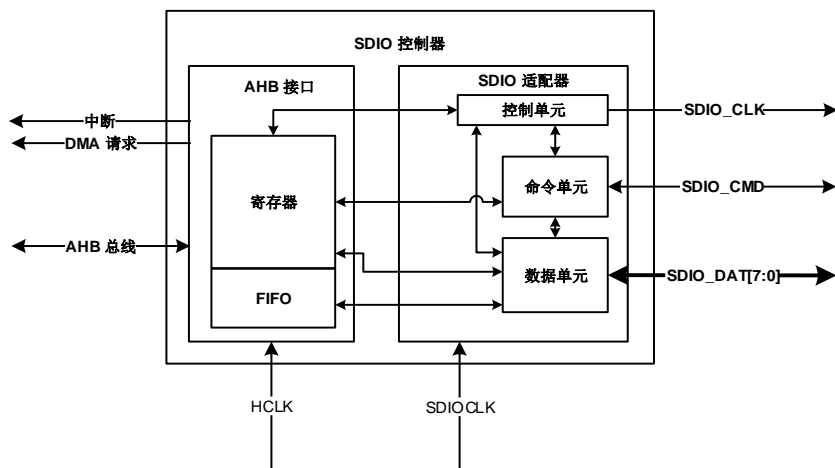 SDIO 控制器
AHB 接口
SDIO 适配器
控制单元
SDIO_CLK
中断
DMA 请求
寄存器
命令单元
SDIO_CMD
AHB 总线
数据单元
SDIO_DAT[7:0]
FIFO
HCLK
SDIOCLK